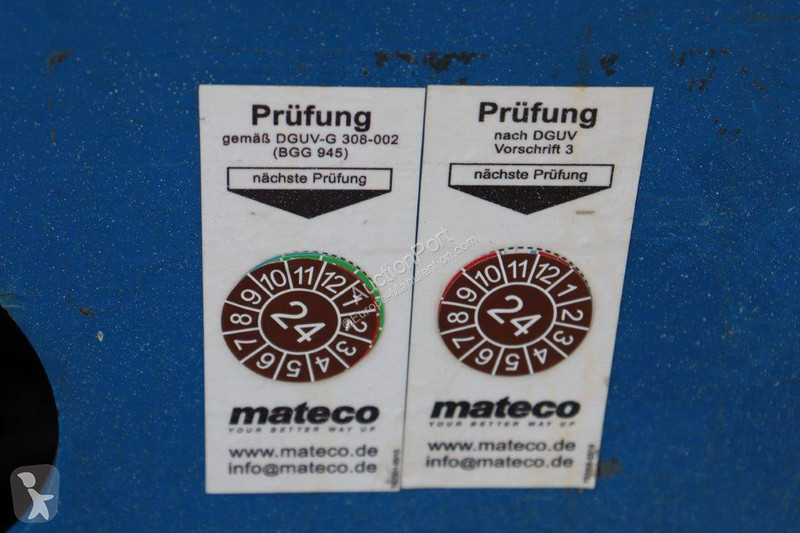 Prüfung
gemäß DGUV-G 308-002
(BGG 945)
nächste Prüfung
1 2 3 4 5 6 7 8 9 10 11 12
24
mateco
YOUR BETTER WAY UP
www.mateco.de
info@mateco.de
Prüfung
nach DGUV
Vorschrift 3
nächste Prüfung
1 2 3 4 5 6 7 8 9 10 11 12
24
mateco
YOUR BETTER WAY UP
www.mateco.de
info@mateco.de
AuctionPort